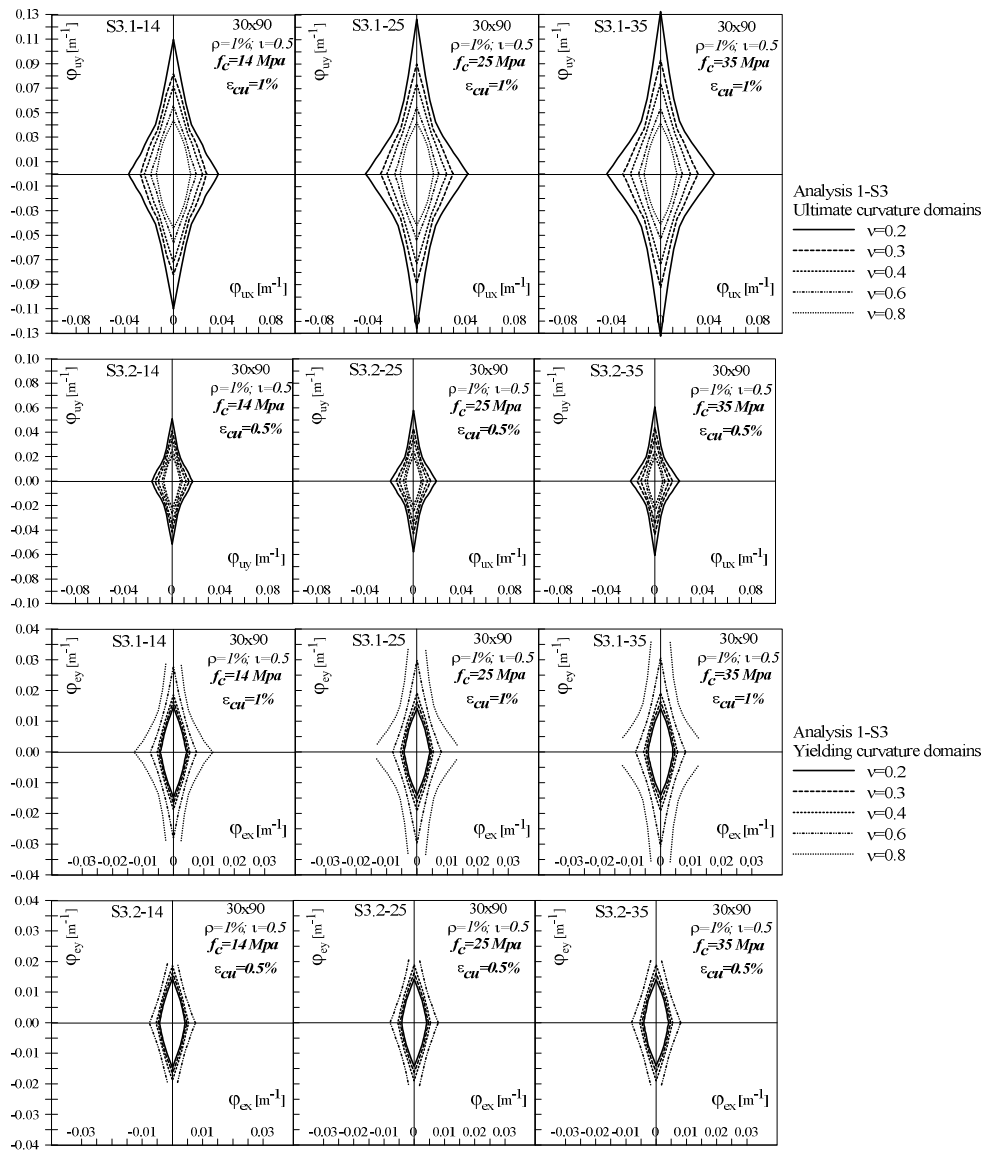 0.13
0.11
0.09
0.07
0.05
0.03
0.01
-0.01
-0.03
-0.05
-0.07
-0.09
-0.11
-0.13
φuy [m-1]
S3.1-14
30x90
ρ=1%; ι=0.5
fc=14 Mpa
εcu=1%
φux [m-1]
-0.08 -0.04 0 0.04 0.08
φuy [m-1]
S3.1-25
30x90
ρ=1%; ι=0.5
fc=25 Mpa
εcu=1%
φux [m-1]
-0.08 -0.04 0 0.04 0.08
φuy [m-1]
S3.1-35
30x90
ρ=1%; ι=0.5
fc=35 Mpa
εcu=1%
φux [m-1]
-0.08 -0.04 0 0.04 0.08
Analysis 1-S3
Ultimate curvature domains
ν=0.2
ν=0.3
ν=0.4
ν=0.6
ν=0.8
0.10
0.08
0.06
0.04
0.02
0.00
-0.02
-0.04
-0.06
-0.08
-0.10
φuy [m-1]
S3.2-14
30x90
ρ=1%; ι=0.5
fc=14 Mpa
εcu=0.5%
φuy [m-1]
-0.08 -0.04 0 0.04 0.08
φuy [m-1]
S3.2-25
30x90
ρ=1%; ι=0.5
fc=25 Mpa
εcu=0.5%
φux [m-1]
-0.08 -0.04 0 0.04 0.08
φuy [m-1]
S3.2-35
30x90
ρ=1%; ι=0.5
fc=35 Mpa
εcu=0.5%
φux [m-1]
-0.08 -0.04 0 0.04 0.08
0.04
0.03
0.02
0.01
0.00
-0.01
-0.02
-0.03
-0.04
φey [m-1]
S3.1-14
30x90
ρ=1%; ι=0.5
fc=14 Mpa
εcu=1%
φex [m-1]
-0.03 -0.02 -0.01 0 0.01 0.02 0.03
φey [m-1]
S3.1-25
30x90
ρ=1%; ι=0.5
fc=25 Mpa
εcu=1%
φex [m-1]
-0.03 -0.02 -0.01 0 0.01 0.02 0.03
φey [m-1]
S3.1-35
30x90
ρ=1%; ι=0.5
fc=35 Mpa
εcu=1%
φex [m-1]
-0.03 -0.02 -0.01 0 0.01 0.02 0.03
Analysis 1-S3
Yielding curvature domains
ν=0.2
ν=0.3
ν=0.4
ν=0.6
ν=0.8
0.04
0.03
0.02
0.01
0.00
-0.01
-0.02
-0.03
-0.04
φey [m-1]
S3.2-14
30x90
ρ=1%; ι=0.5
fc=14 Mpa
εcu=0.5%
φex [m-1]
-0.03 -0.01 0 0.01 0.03
φey [m-1]
S3.2-25
30x90
ρ=1%; ι=0.5
fc=25 Mpa
εcu=0.5%
φex [m-1]
-0.03 -0.02 -0.01 0 0.01 0.02 0.03
φey [m-1]
S3.2-35
30x90
ρ=1%; ι=0.5
fc=35 Mpa
εcu=0.5%
φex [m-1]
-0.03 -0.01 0 0.01 0.03